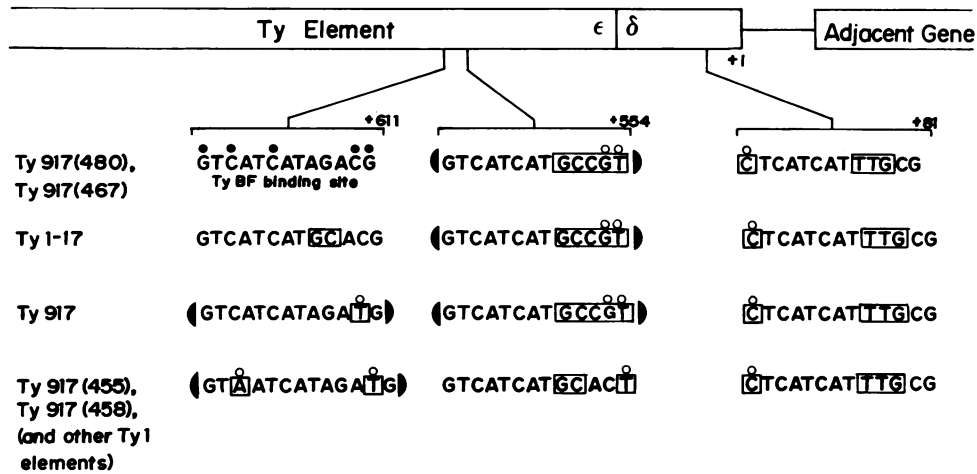 Ty Element ε δ Adjacent Gene
+1
+611 +554 +81
Ty 917(480), GTCATCATAGACG GTCATCATGCCGT CTCATCATTTGCG
Ty 917(467) Ty BF binding site
Ty 1-17 GTCATCATGCACG GTCATCATGCCGT CTCATCATTTGCG
Ty 917 GTCATCATAGATG GTCATCATGCCGT CTCATCATTTGCG
Ty 917(455), GTAATCATAGATG GTCATCATGCACT CTCATCATTTGCG
Ty 917(458),
(and other Ty1
elements)